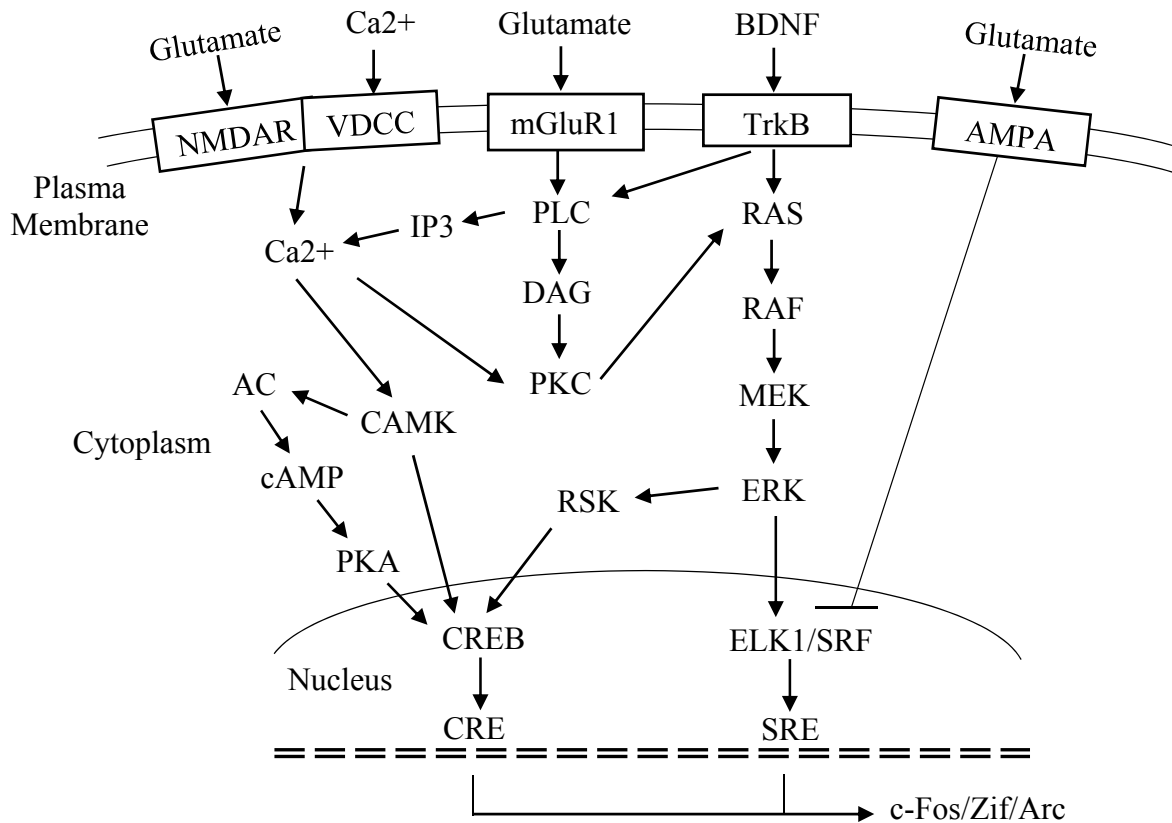 Glutamate
Ca2+
Glutamate
BDNF
Glutamate
NMDAR
VDCC
mGluR1
TrkB
AMPA
Plasma
Membrane
Ca2+
IP3
PLC
RAS
DAG
RAF
AC
CAMK
PKC
MEK
Cytoplasm
cAMP
RSK
ERK
PKA
CREB
ELK1/SRF
Nucleus
CRE
SRE
c-Fos/Zif/Arc